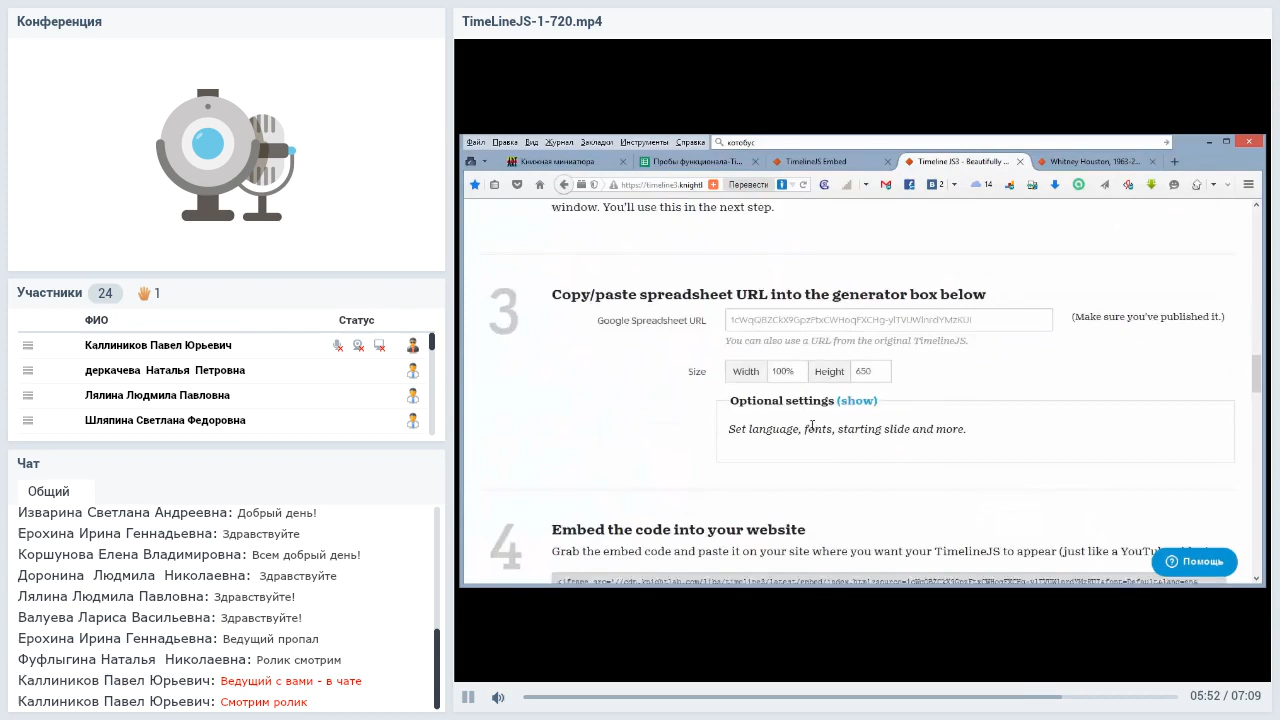 Конференция
TimeLineJS-1-720.mp4
Участники 24 1
ФИО Статус
Каллиников Павел Юрьевич
деркачева Наталья Петровна
Лялина Людмила Павловна
Шляпина Светлана Федоровна
Чат
Общий
Изварина Светлана Андреевна: Добрый день!
Ерохина Ирина Геннадьевна: Здравствуйте
Коршунова Елена Владимировна: Всем добрый день!
Доронина Людмила Николаевна: Здравствуйте
Лялина Людмила Павловна: Здравствуйте!
Валуева Лариса Васильевна: Здравствуйте!
Ерохина Ирина Геннадьевна: Ведущий пропал
Фуфлыгина Наталья Николаевна: Ролик смотрим
Каллиников Павел Юрьевич: Ведущий с вами - в чате
Каллиников Павел Юрьевич: Смотрим ролик
Файл Правка Вид Журнал Закладки Инструменты Справка котобус
Книжная миниатюра Пробы функционала-Ti... TimelineJS Embed Timeline JS3 - Beautifully ... Whitney Houston, 1963-2...
https://timeline3.knightl Перевести 2 14
window. You'll use this in the next step.
3 Copy/paste spreadsheet URL into the generator box below
Google Spreadsheet URL (Make sure you've published it.)
You can also use a URL from the original TimelineJS.
Size Width 100% Height 650
Optional settings (show)
Set language, fonts, starting slide and more.
4 Embed the code into your website
Grab the embed code and paste it on your site where you want your TimelineJS to appear (just like a
Помощь
05:52 / 07:09